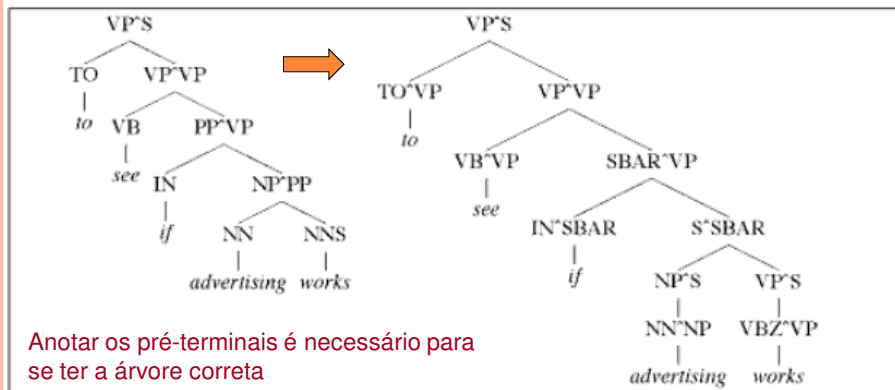 VP^S
TO VP^VP
to VB PP^VP
see IN NP^PP
if NN NNS
advertising works
VP^S
TO^VP VP^VP
to
VB^VP SBAR^VP
see
IN^SBAR S^SBAR
if NP^S VP^S
NN^NP VBZ^VP
advertising works
Anotar os pré-terminais é necessário para
se ter a árvore correta